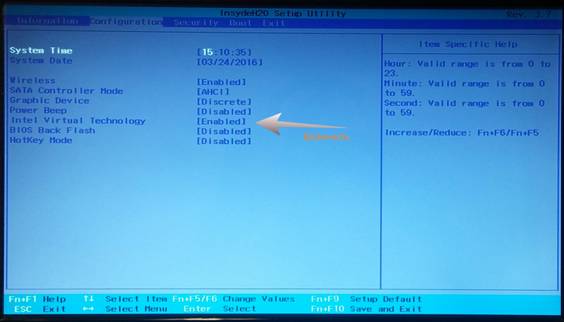 InsydeH20 Setup Utility Rev. 3.7
Information Configuration Security Boot Exit
System Time [15:10:35]
System Date [03/24/2016]
Wireless [Enabled]
SATA Controller Mode [AHCI]
Graphic Device [Discrete]
Power Beep [Disabled]
Intel Virtual Technology [Enabled]
BIOS Back Flash [Disabled]
HotKey Mode [Disabled]
Item Specific Help
Hour: Valid range is from 0
to 23.
Minute: Valid range is from 0
to 59.
Second: Valid range is from 0
to 59.
Increase/Reduce: Fn+F6/Fn+F5
Fn+F1 Help ↑↓ Select Item Fn+F5/F6 Change Values Fn+F9 Setup Default
ESC Exit ↔ Select Menu Enter Select Fn+F10 Save and Exit